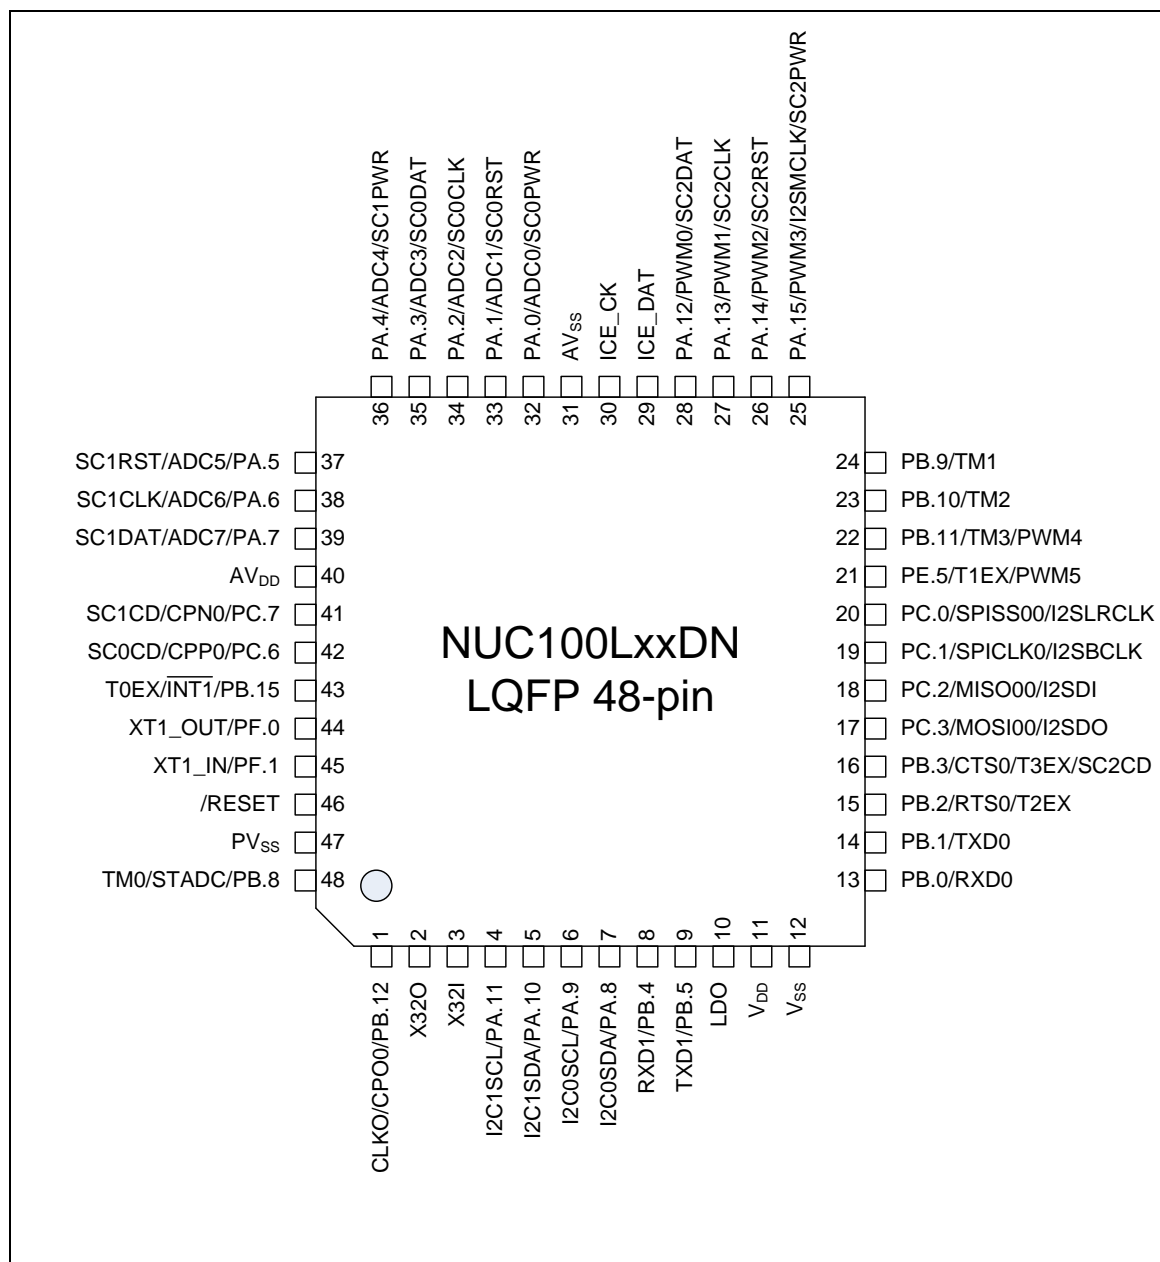 PA.4/ADC4/SC1PWR
PA.3/ADC3/SC0DAT
PA.2/ADC2/SC0CLK
PA.1/ADC1/SC0RST
PA.0/ADC0/SC0PWR
AVSS
ICE_CK
ICE_DAT
PA.12/PWM0/SC2DAT
PA.13/PWM1/SC2CLK
PA.14/PWM2/SC2RST
PA.15/PWM3/I2SMCLK/SC2PWR
36
35
34
33
32
31
30
29
28
27
26
25
SC1RST/ADC5/PA.5 37
SC1CLK/ADC6/PA.6 38
SC1DAT/ADC7/PA.7 39
AVDD 40
SC1CD/CPN0/PC.7 41
SC0CD/CPP0/PC.6 42
T0EX/INT1/PB.15 43
XT1_OUT/PF.0 44
XT1_IN/PF.1 45
/RESET 46
PVSS 47
TM0/STADC/PB.8 48
NUC100LxxDN
LQFP 48-pin
24 PB.9/TM1
23 PB.10/TM2
22 PB.11/TM3/PWM4
21 PE.5/T1EX/PWM5
20 PC.0/SPISS00/I2SLRCLK
19 PC.1/SPICLK0/I2SBCLK
18 PC.2/MISO00/I2SDI
17 PC.3/MOSI00/I2SDO
16 PB.3/CTS0/T3EX/SC2CD
15 PB.2/RTS0/T2EX
14 PB.1/TXD0
13 PB.0/RXD0
1
2
3
4
5
6
7
8
9
10
11
12
CLKO/CPO0/PB.12
X32O
X32I
I2C1SCL/PA.11
I2C1SDA/PA.10
I2C0SCL/PA.9
I2C0SDA/PA.8
RXD1/PB.4
TXD1/PB.5
LDO
VDD
VSS